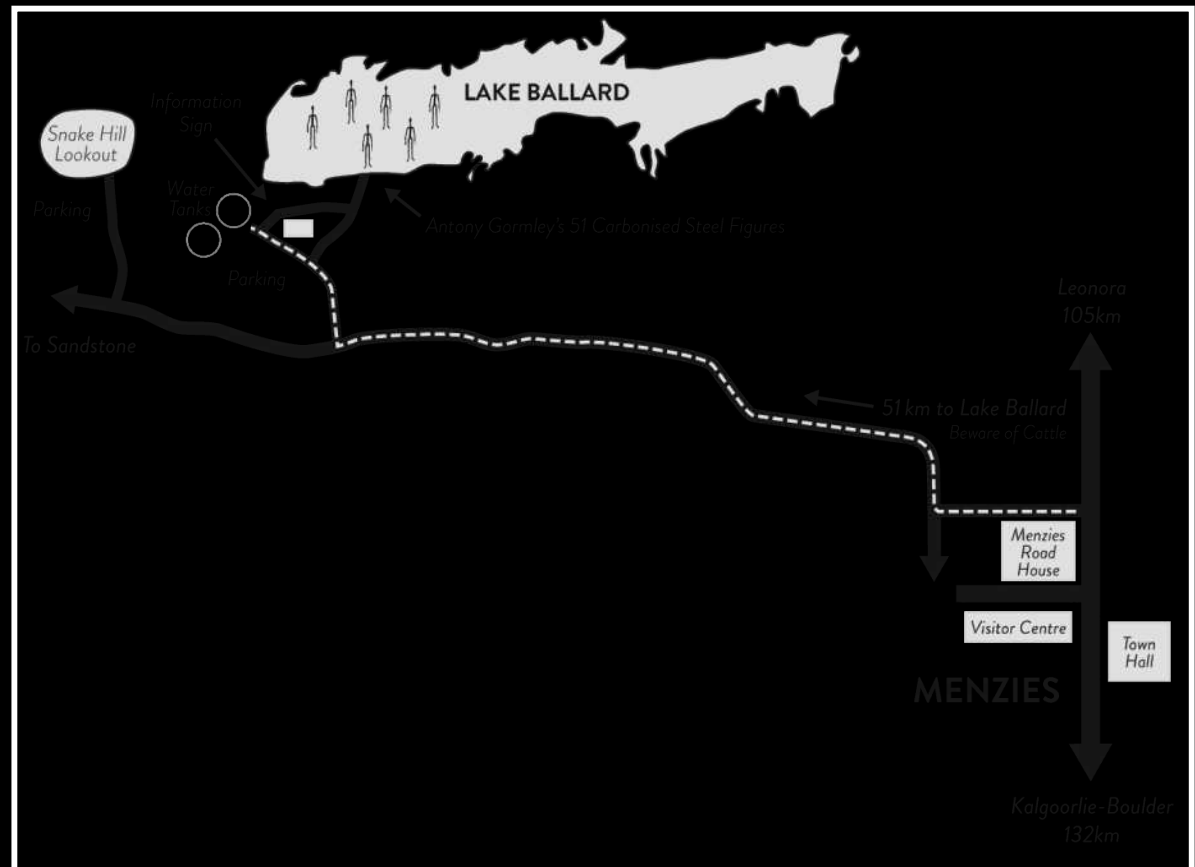 LAKE BALLARD
Information
Sign
Snake Hill
Lookout
Water
Tanks
Parking
Antony Gormley's 51 Carbonised Steel Figures
Parking
Leonora
105km
To Sandstone
51 km to Lake Ballard
Beware of Cattle
Menzies
Road
House
Visitor Centre
Town
Hall
MENZIES
Kalgoorlie-Boulder
132km